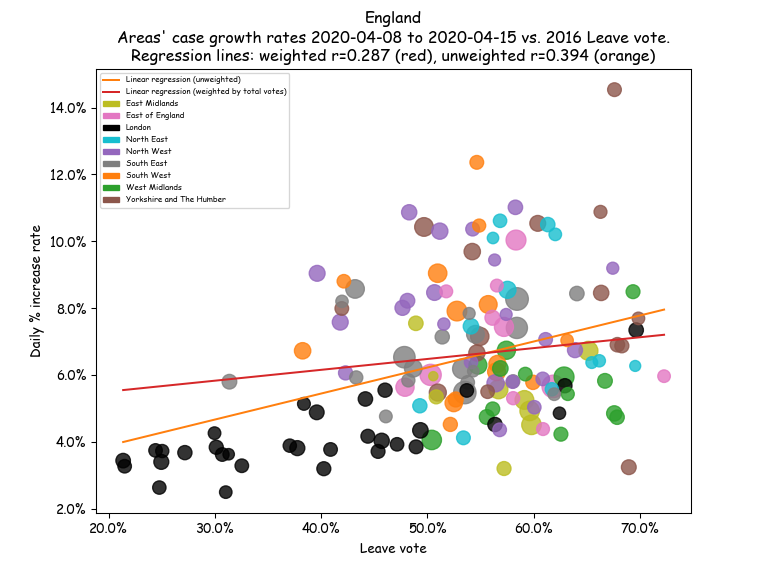 England
Areas' case growth rates 2020-04-08 to 2020-04-15 vs. 2016 Leave vote.
Regression lines: weighted r=0.287 (red), unweighted r=0.394 (orange)
Linear regression (unweighted)
Linear regression (weighted by total votes)
East Midlands
East of England
London
North East
North West
South East
South West
West Midlands
Yorkshire and The Humber
14.0%
12.0%
10.0%
8.0%
6.0%
4.0%
2.0%
Daily % increase rate
20.0% 30.0% 40.0% 50.0% 60.0% 70.0%
Leave vote